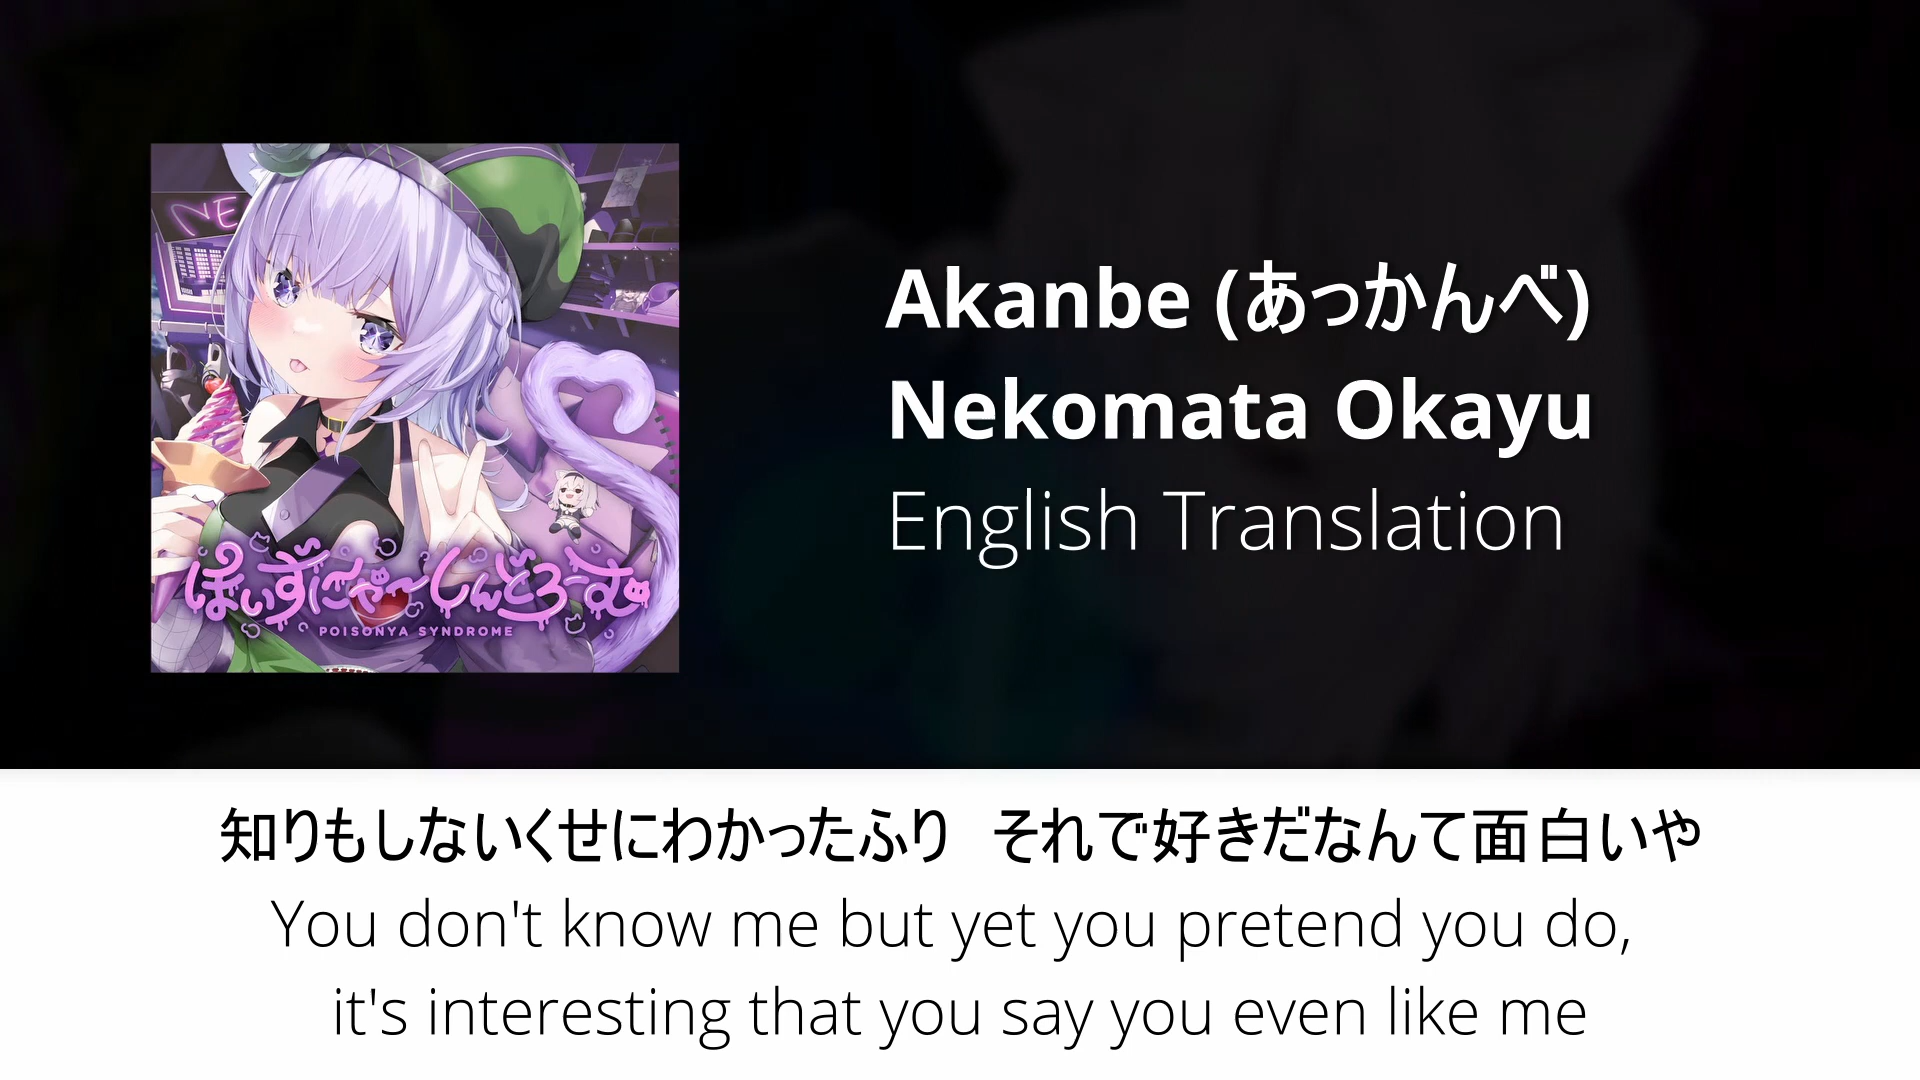 NE
ぽいずにゃ〜しんどろーむ
POISONYA SYNDROME
Akanbe (あっかんべ)
Nekomata Okayu
English Translation
知りもしないくせにわかったふり　それで好きだなんて面白いや
You don't know me but yet you pretend you do,
it's interesting that you say you even like me